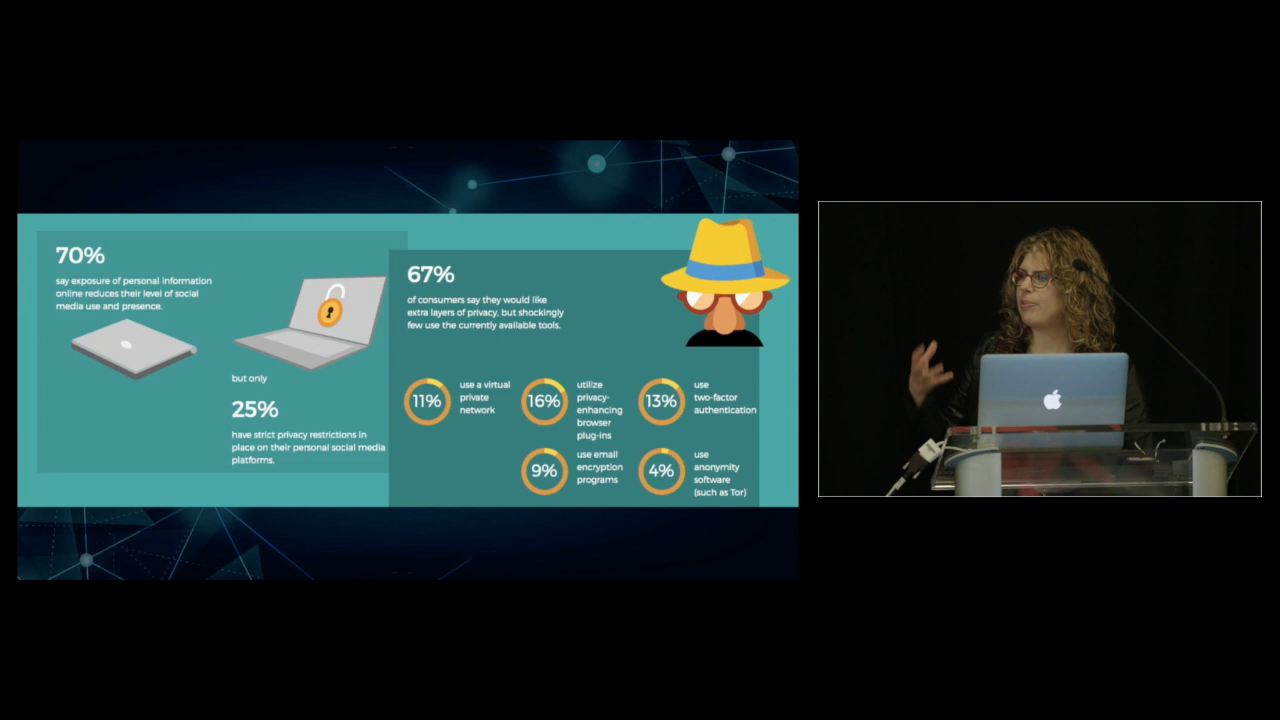 70%
say exposure of personal information
online reduces their level of social
media use and presence.
but only
25%
have strict privacy restrictions in
place on their personal social media
platforms.
67%
of consumers say they would like
extra layers of privacy, but shockingly
few use the currently available tools.
11%
use a virtual
private
network
16%
utilize
privacy-
enhancing
browser
plug-ins
13%
use
two-factor
authentication
9%
use email
encryption
programs
4%
use
anonymity
software
(such as Tor)